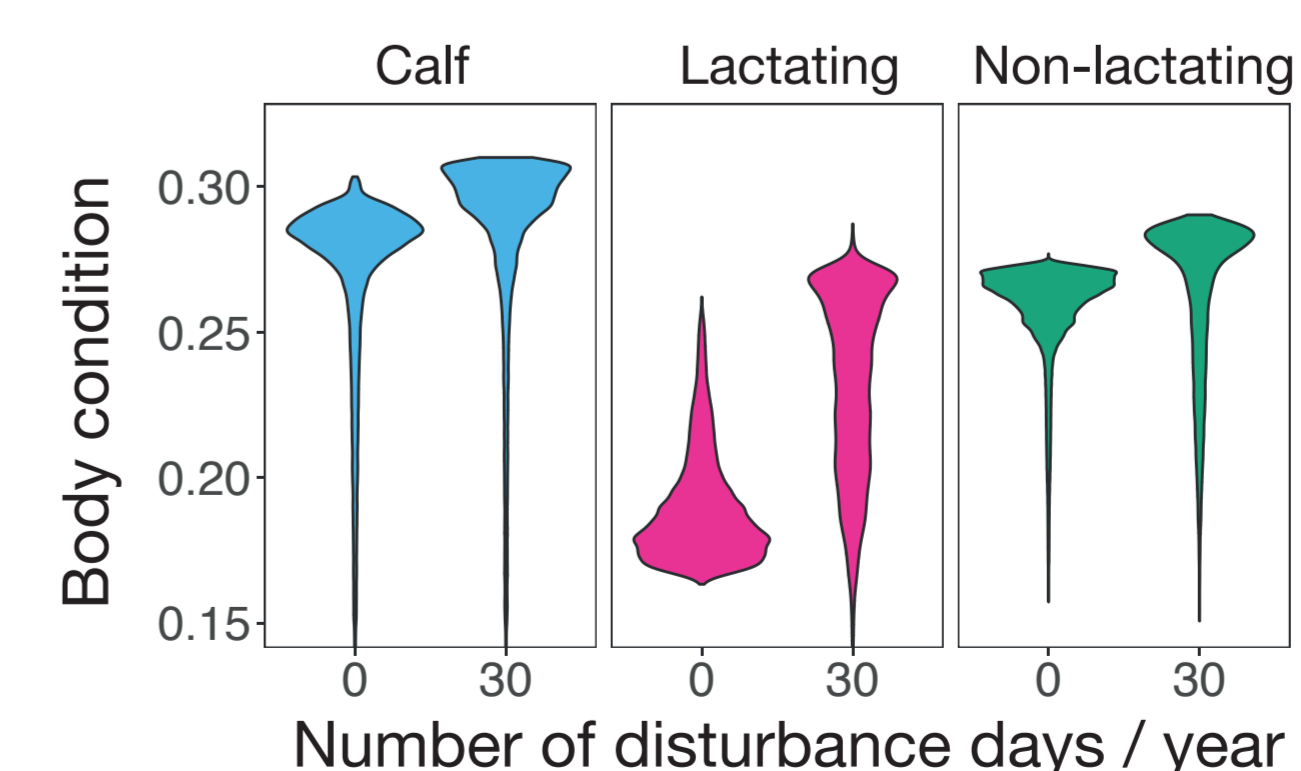 Calf Lactating Non-lactating
Body condition
0.30
0.25
0.20
0.15
0 30 0 30 0 30
Number of disturbance days / year